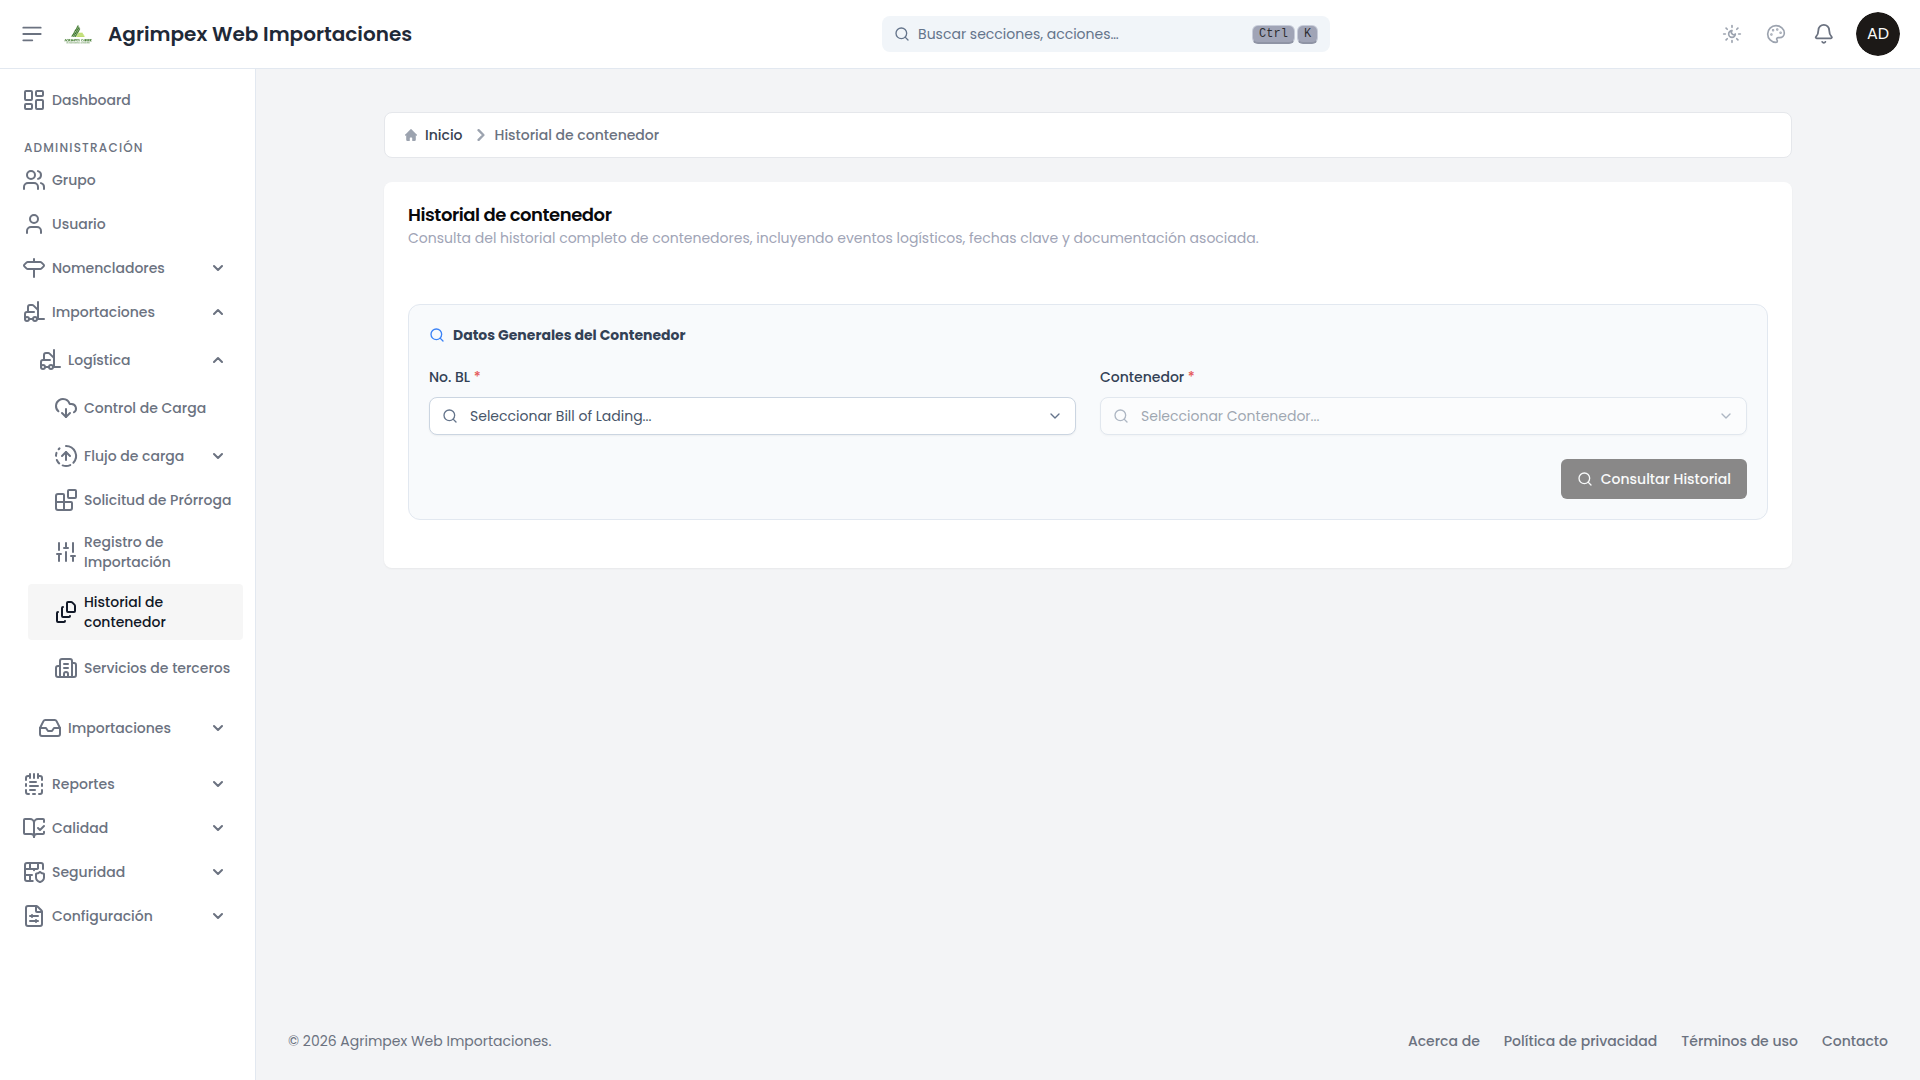 Agrimpex Web Importaciones
Buscar secciones, acciones...
Ctrl K
AD
Dashboard
ADMINISTRACIÓN
Grupo
Usuario
Nomencladores
Importaciones
Logística
Control de Carga
Flujo de carga
Solicitud de Prórroga
Registro de
Importación
Historial de
contenedor
Servicios de terceros
Importaciones
Reportes
Calidad
Seguridad
Configuración
Inicio
Historial de contenedor
Historial de contenedor
Consulta del historial completo de contenedores, incluyendo eventos logísticos, fechas clave y documentación asociada.
Datos Generales del Contenedor
No. BL *
Seleccionar Bill of Lading...
Contenedor *
Seleccionar Contenedor...
Consultar Historial
© 2026 Agrimpex Web Importaciones.
Acerca de
Política de privacidad
Términos de uso
Contacto